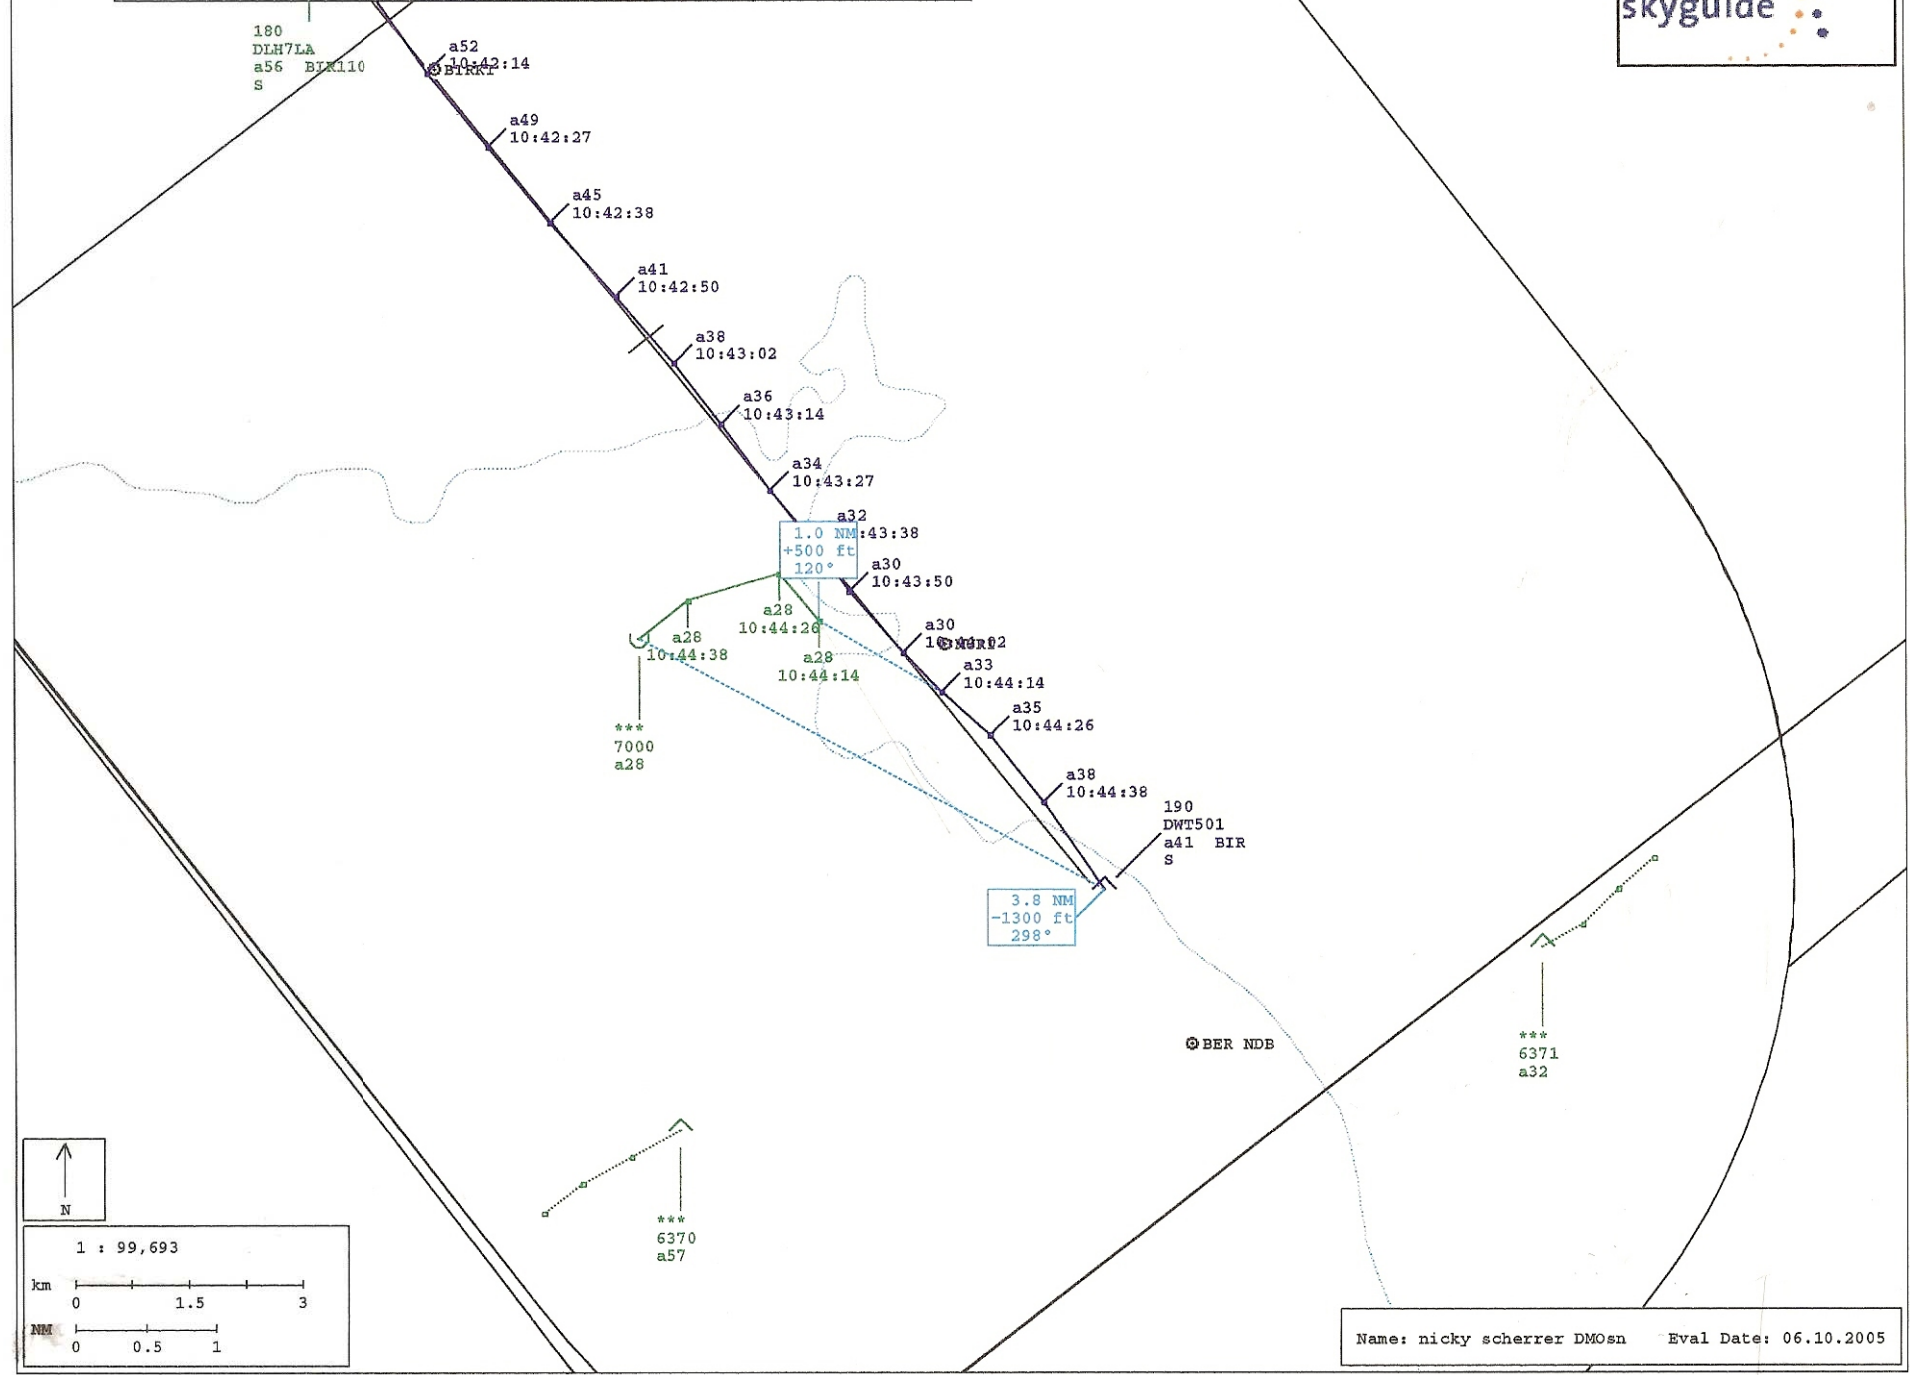 skyguide
180
DLH7LA
a56 BIR110
S
a52
10:42:14
BIRKI
a49
10:42:27
a45
10:42:38
a41
10:42:50
a38
10:43:02
a36
10:43:14
a34
10:43:27
a32
:43:38
1.0 NM
+500 ft
120°
a30
10:43:50
a30
a33
10:44:14
a35
10:44:26
a38
10:44:38
a28
10:44:26
a28
10:44:38
a28
10:44:14
***
7000
a28
190
DWT501
a41 BIR
S
3.8 NM
-1300 ft
298°
BER NDB
***
6371
a32
***
6370
a57
N
1 : 99,693
km
0 1.5 3
NM
0 0.5 1
Name: nicky scherrer DMOsn Eval Date: 06.10.2005